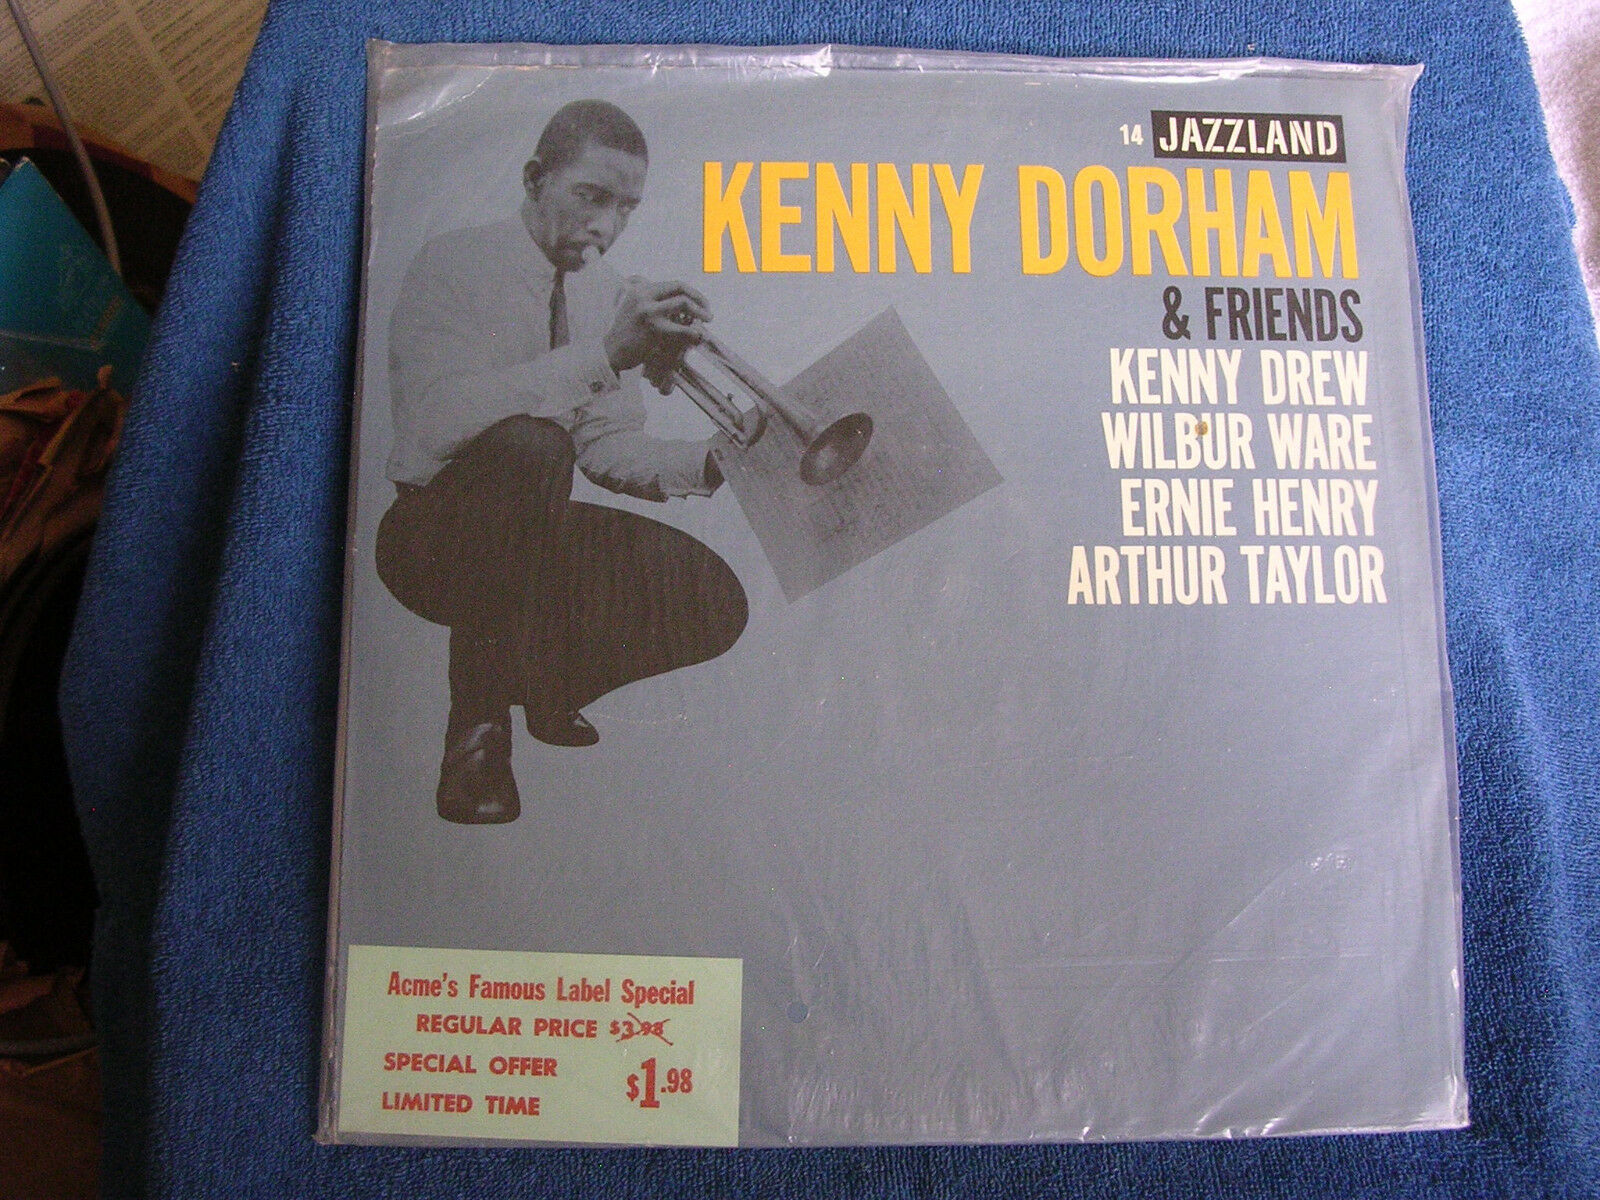 14 JAZZLAND
KENNY DORHAM
& FRIENDS
KENNY DREW
WILBUR WARE
ERNIE HENRY
ARTHUR TAYLOR
Acme's Famous Label Special
REGULAR PRICE $3.98
SPECIAL OFFER
$1.98
LIMITED TIME